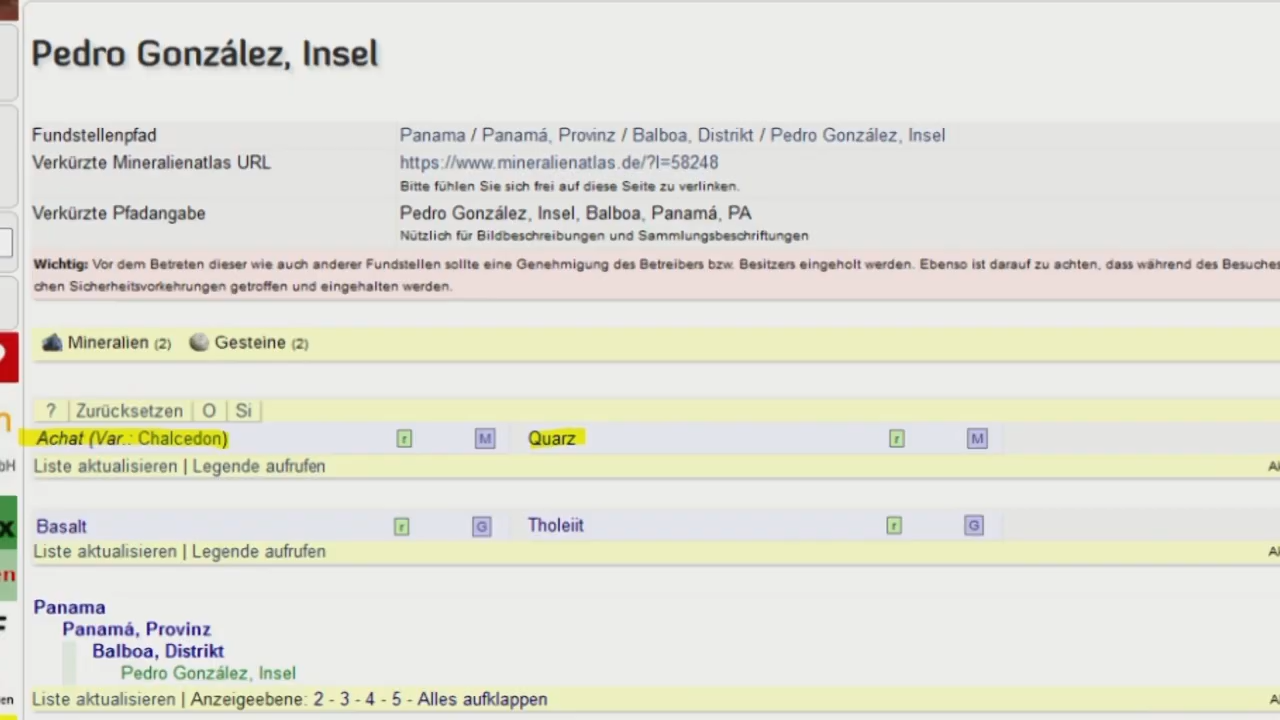 Pedro González, Insel
Fundstellenpfad Panama / Panamá, Provinz / Balboa, Distrikt / Pedro González, Insel
Verkürzte Mineralienatlas URL https://www.mineralienatlas.de/?l=58248
Bitte fühlen Sie sich frei auf diese Seite zu verlinken.
Verkürzte Pfadangabe Pedro González, Insel, Balboa, Panamá, PA
Nützlich für Bildbeschreibungen und Sammlungsbeschriftungen
Wichtig: Vor dem Betreten dieser wie auch anderer Fundstellen sollte eine Genehmigung des Betreibers bzw. Besitzers eingeholt werden. Ebenso ist darauf zu achten, dass während des Besuches
chen Sicherheitsvorkehrungen getroffen und eingehalten werden.
Mineralien (2) Gesteine (2)
? Zurücksetzen O Si
Achat (Var.: Chalcedon) r M Quarz r M
bH Liste aktualisieren | Legende aufrufen
x Basalt r G Tholeiit r G
Liste aktualisieren | Legende aufrufen
en
Panama
Panamá, Provinz
Balboa, Distrikt
Pedro González, Insel
en Liste aktualisieren | Anzeigeebene: 2 - 3 - 4 - 5 - Alles aufklappen